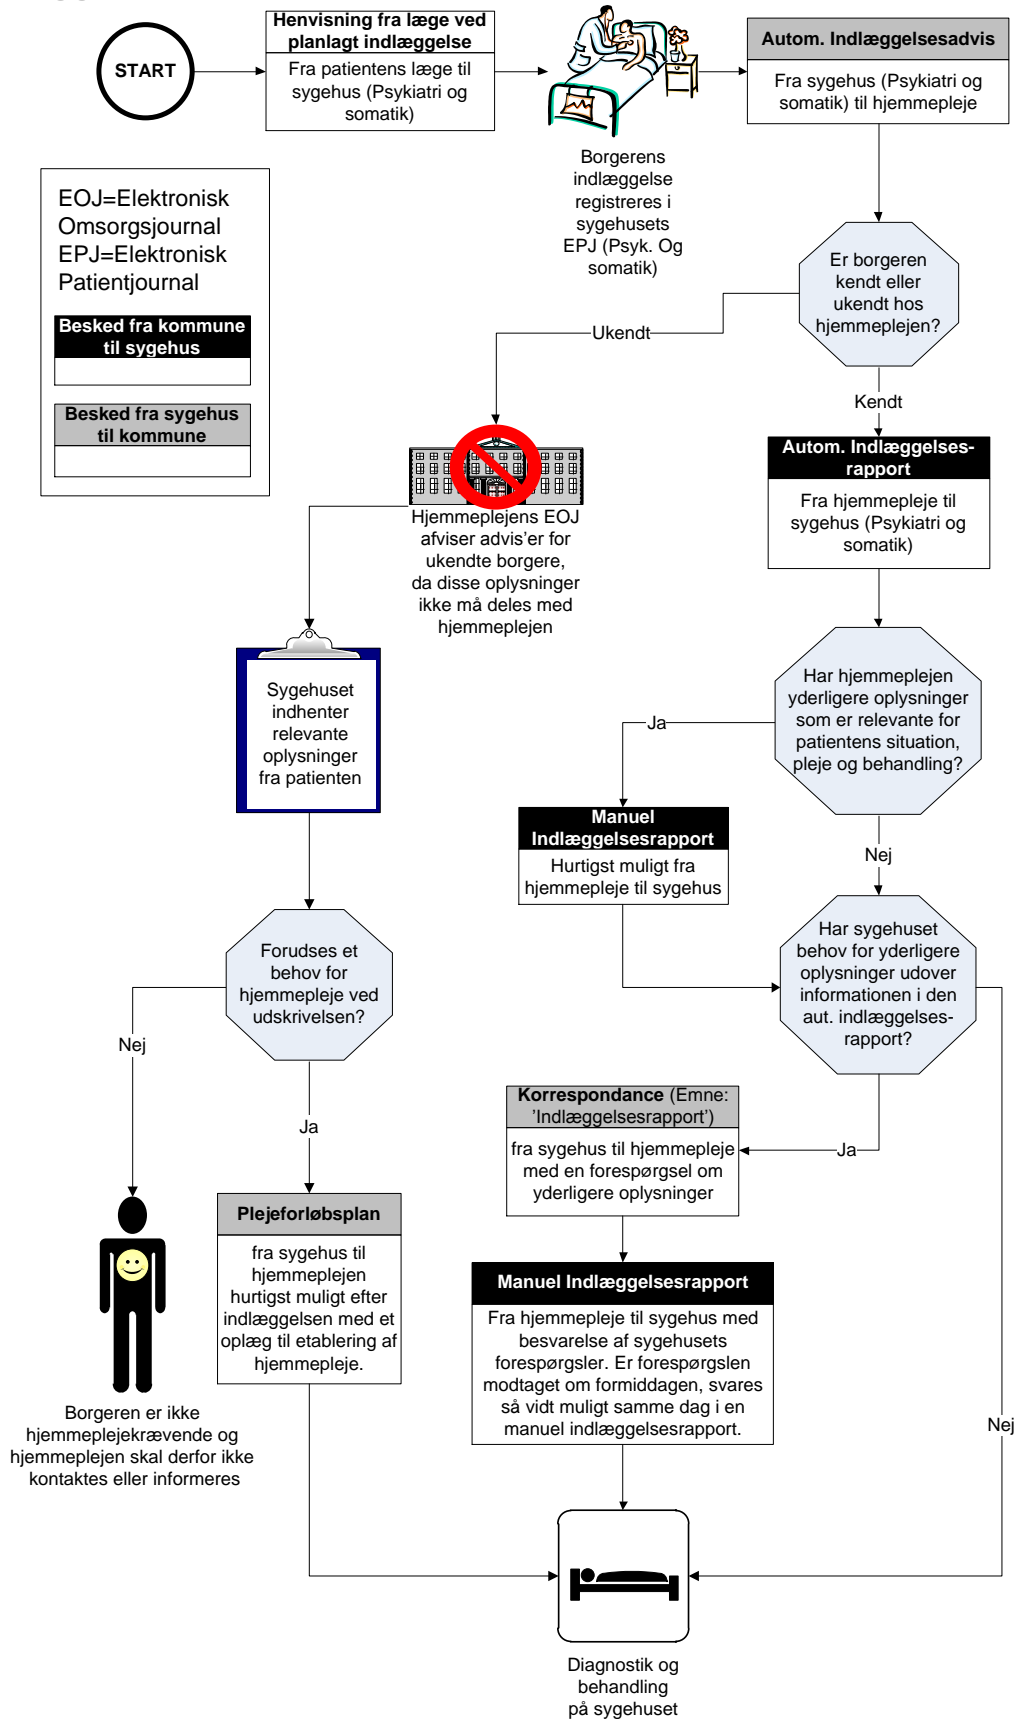 START
Henvisning fra læge ved
planlagt indlæggelse
Fra patientens læge til
sygehus (Psykiatri og
somatik)
Borgerens
indlæggelse
registreres i
sygehusets
EPJ (Psyk. Og
somatik)
Autom. Indlæggelsesadvis
Fra sygehus (Psykiatri og
somatik) til hjemmepleje
EOJ=Elektronisk
Omsorgsjournal
EPJ=Elektronisk
Patientjournal
Besked fra kommune
til sygehus
Besked fra sygehus
til kommune
Er borgeren
kendt eller
ukendt hos
hjemmeplejen?
Ukendt
Kendt
Hjemmeplejens EOJ
afviser advis'er for
ukendte borgere,
da disse oplysninger
ikke må deles med
hjemmeplejen
Autom. Indlæggelses-
rapport
Fra hjemmepleje til
sygehus (Psykiatri og
somatik)
Sygehuset
indhenter
relevante
oplysninger
fra patienten
Har hjemmeplejen
yderligere oplysninger
som er relevante for
patientens situation,
pleje og behandling?
Ja
Manuel
Indlæggelsesrapport
Hurtigst muligt fra
hjemmepleje til sygehus
Nej
Forudses et
behov for
hjemmepleje ved
udskrivelsen?
Har sygehuset
behov for yderligere
oplysninger udover
informationen i den
aut. indlæggelses-
rapport?
Nej
Ja
Korrespondance (Emne:
’Indlæggelsesrapport’)
fra sygehus til hjemmepleje
med en forespørgsel om
yderligere oplysninger
Ja
Plejeforløbsplan
fra sygehus til
hjemmeplejen
hurtigst muligt efter
indlæggelsen med et
oplæg til etablering af
hjemmepleje.
Manuel Indlæggelsesrapport
Fra hjemmepleje til sygehus med
besvarelse af sygehusets
forespørgsler. Er forespørgslen
modtaget om formiddagen, svares
så vidt muligt samme dag i en
manuel indlæggelsesrapport.
Nej
Borgeren er ikke
hjemmeplejekrævende og
hjemmeplejen skal derfor ikke
kontaktes eller informeres
Diagnostik og
behandling
på sygehuset